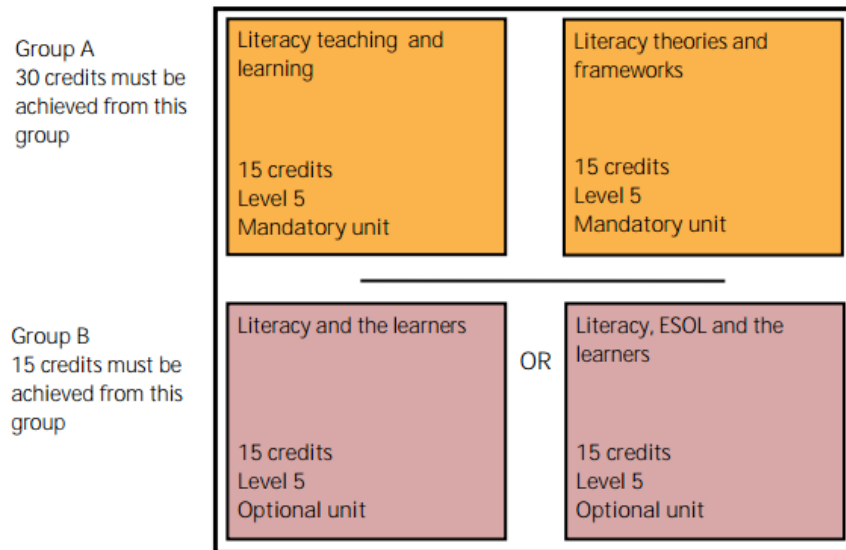 Group A
30 credits must be
achieved from this
group
Literacy teaching and
learning
15 credits
Level 5
Mandatory unit
Literacy theories and
frameworks
15 credits
Level 5
Mandatory unit
Group B
15 credits must be
achieved from this
group
Literacy and the learners
15 credits
Level 5
Optional unit
OR
Literacy, ESOL and the
learners
15 credits
Level 5
Optional unit